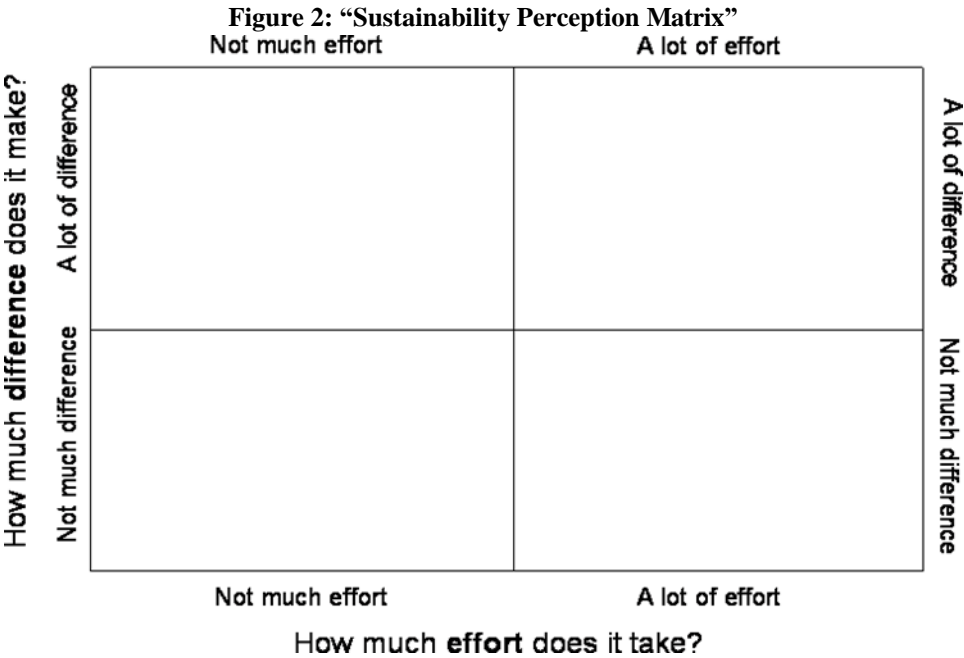 Figure 2: “Sustainability Perception Matrix”
Not much effort
A lot of effort
How much difference does it make?
A lot of difference
Not much difference
A lot of difference
Not much difference
Not much effort
A lot of effort
How much effort does it take?